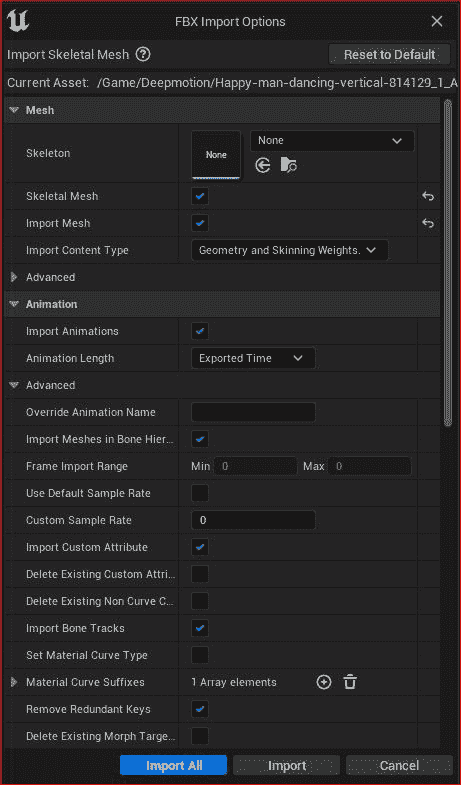 FBX Import Options
Import Skeletal Mesh
Reset to Default
Current Asset: /Game/Deepmotion/Happy-man-dancing-vertical-814129_1_A
Mesh
Skeleton
None
None
Skeletal Mesh
Import Mesh
Import Content Type
Geometry and Skinning Weights.
Advanced
Animation
Import Animations
Animation Length
Exported Time
Advanced
Override Animation Name
Import Meshes in Bone Hier...
Frame Import Range
Min 0 Max 0
Use Default Sample Rate
Custom Sample Rate
0
Import Custom Attribute
Delete Existing Custom Attri...
Delete Existing Non Curve C...
Import Bone Tracks
Set Material Curve Type
Material Curve Suffixes
1 Array elements
Remove Redundant Keys
Delete Existing Morph Targe...
Import All
Import
Cancel